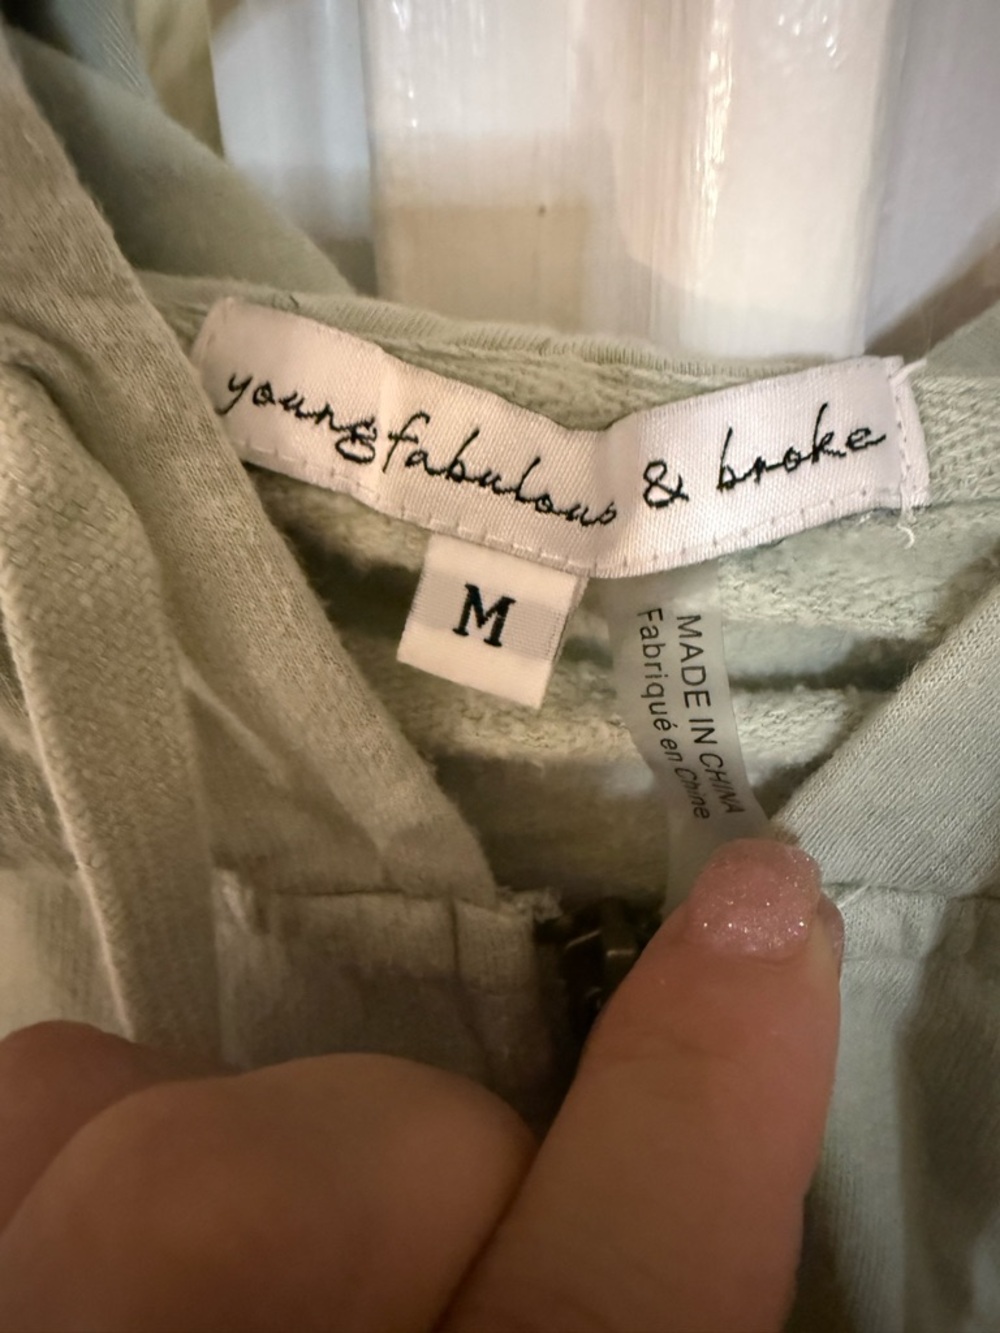 young fabulous & broke
M
MADE IN CHINA
Fabriqué en Chine